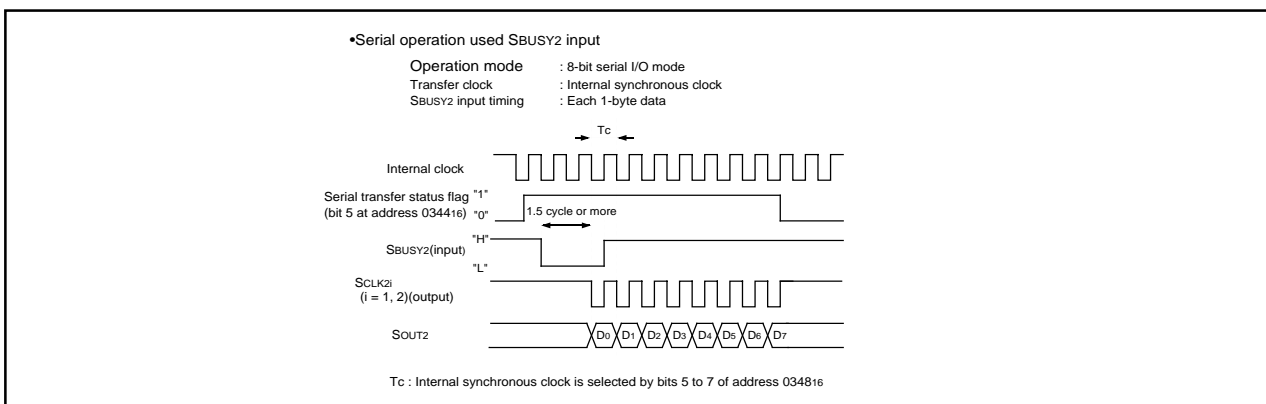 •Serial operation used SBUSY2 input
Operation mode : 8-bit serial I/O mode
Transfer clock : Internal synchronous clock
SBUSY2 input timing : Each 1-byte data
Tc
Internal clock
Serial transfer status flag "1"
(bit 5 at address 034416) "0"
1.5 cycle or more
SBUSY2(input) "H"
"L"
SCLK2i
(i = 1, 2)(output)
SOUT2 D0 D1 D2 D3 D4 D5 D6 D7
Tc : Internal synchronous clock is selected by bits 5 to 7 of address 034816